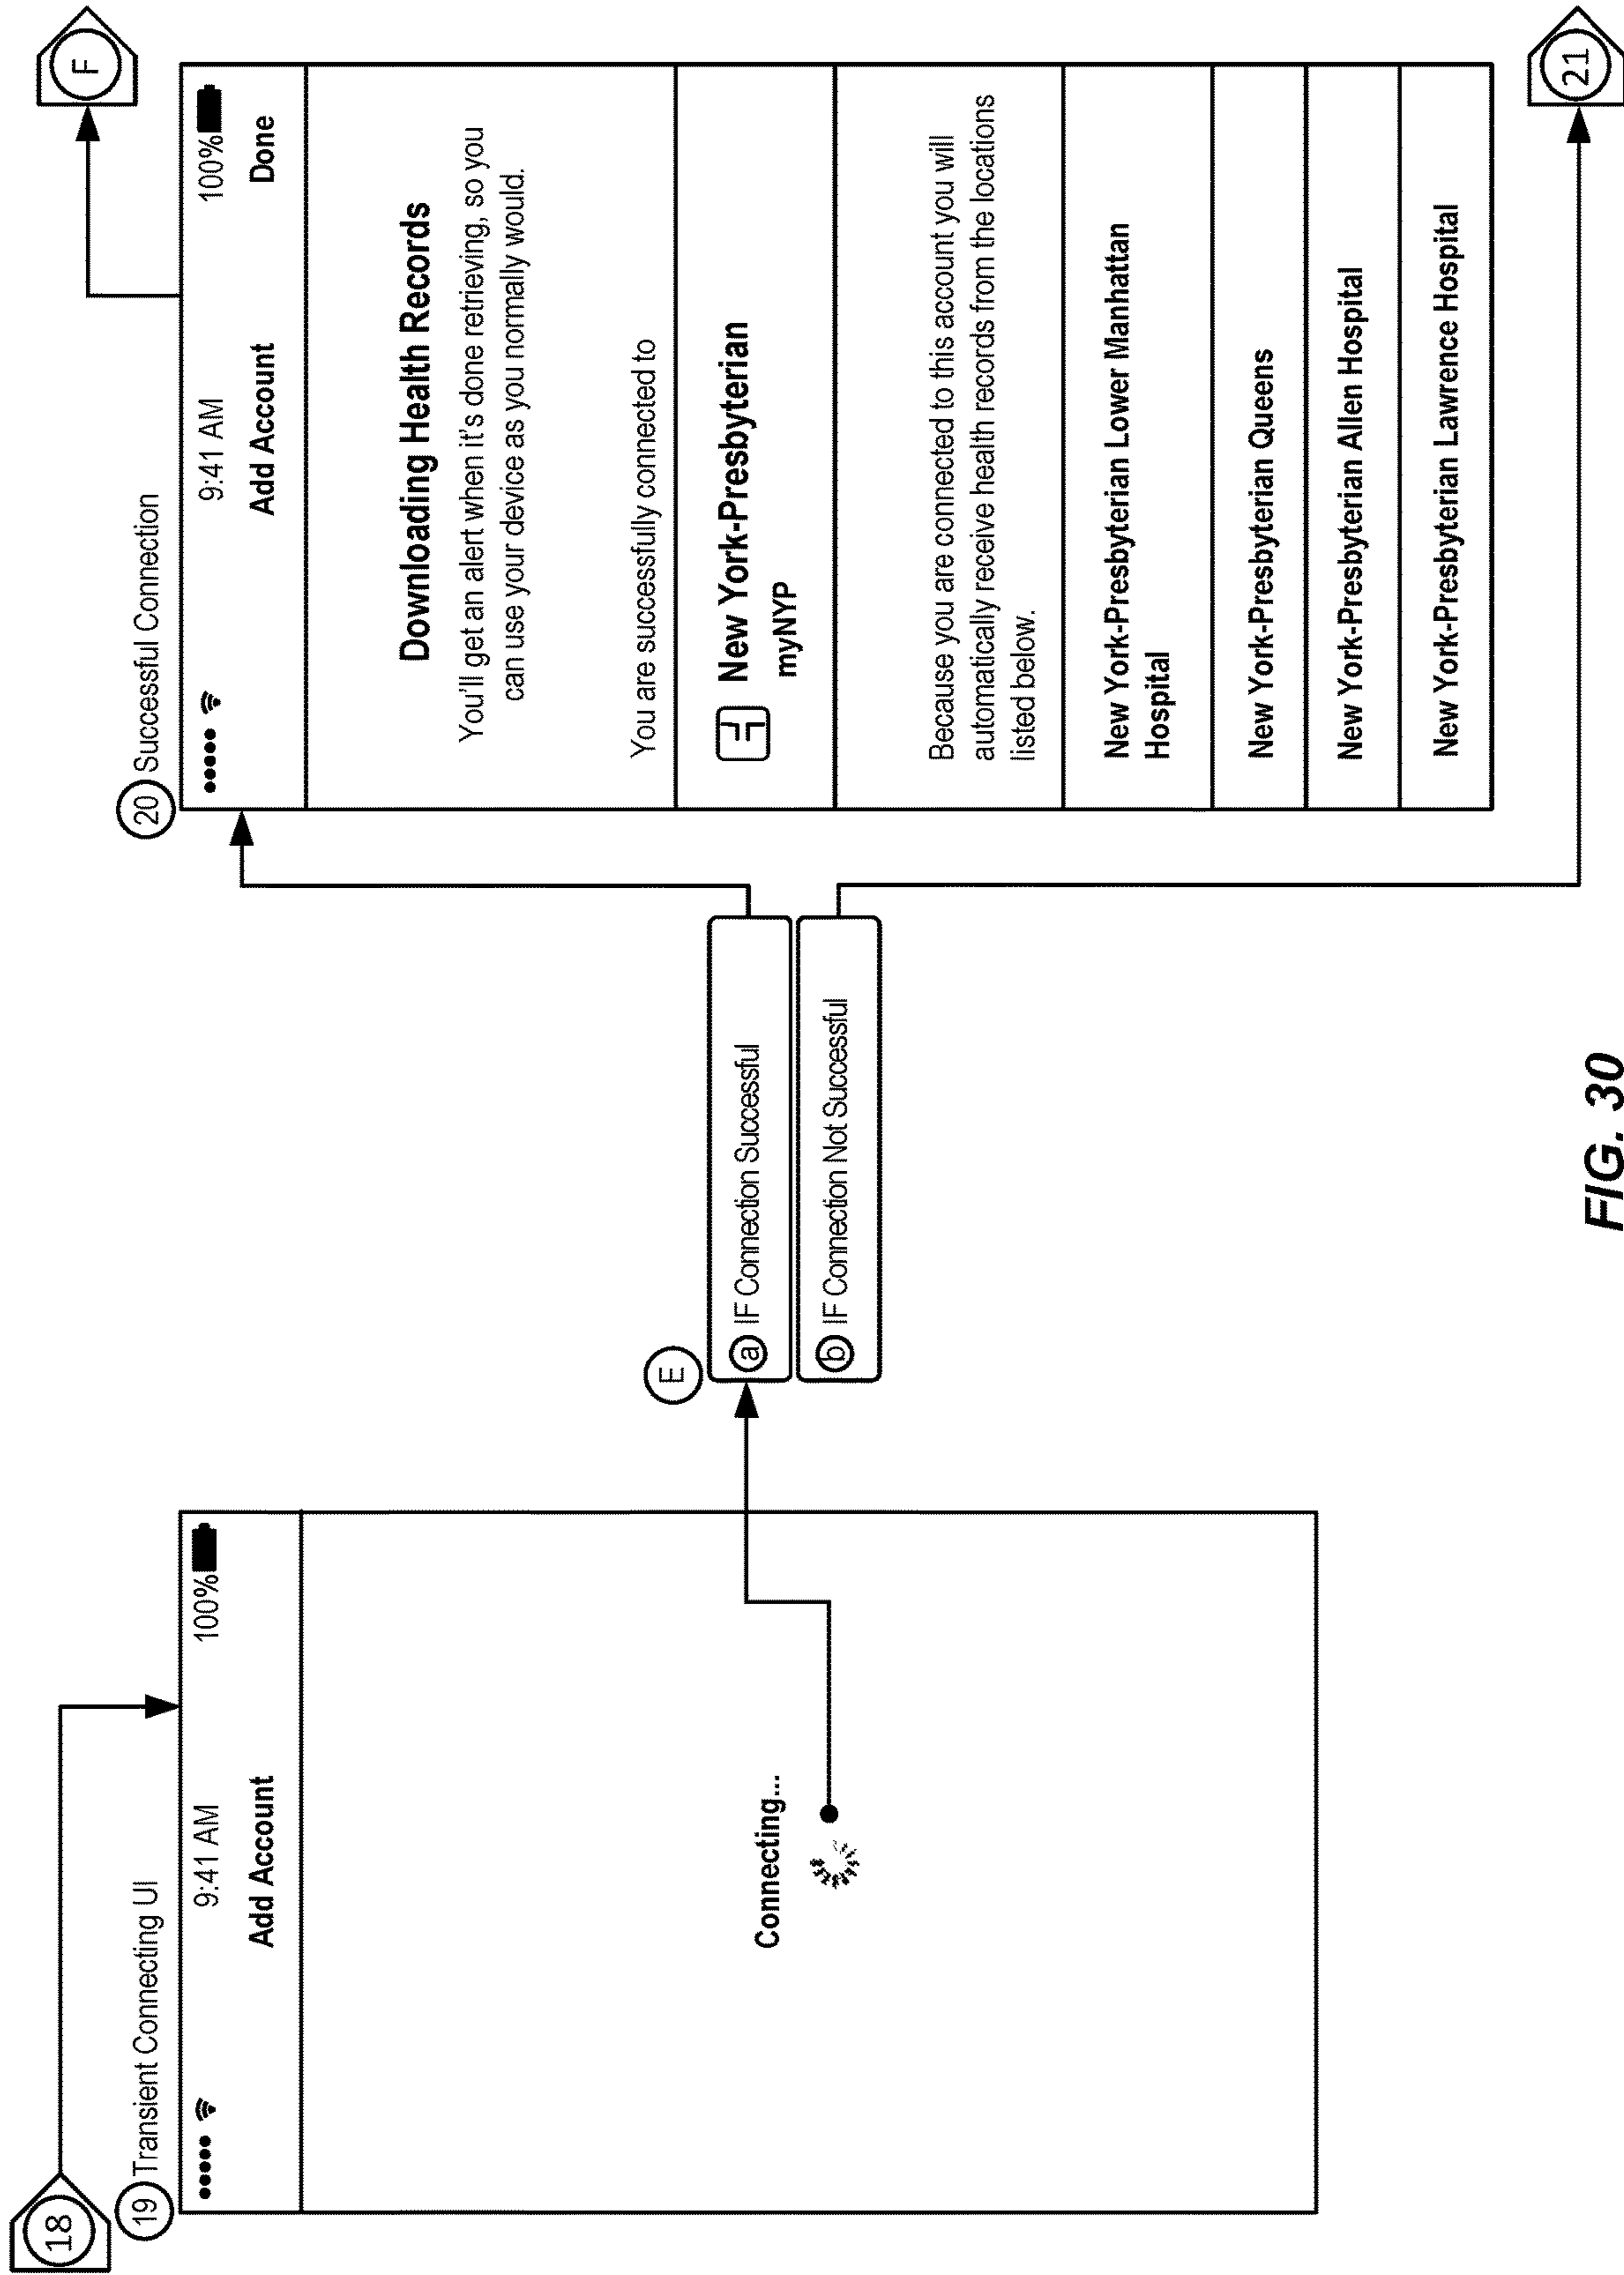 18
19 Transient Connecting UI
9:41 AM
100%
Add Account
Connecting...
E
a IF Connection Successful
b IF Connection Not Successful
20 Successful Connection
9:41 AM
100%
Add Account
Done
Downloading Health Records
You'll get an alert when it's done retrieving, so you
can use your device as you normally would.
You are successfully connected to
New York-Presbyterian
myNYP
Because you are connected to this account you will
automatically receive health records from the locations
listed below.
New York-Presbyterian Lower Manhattan
Hospital
New York-Presbyterian Queens
New York-Presbyterian Allen Hospital
New York-Presbyterian Lawrence Hospital
F
21
FIG. 30